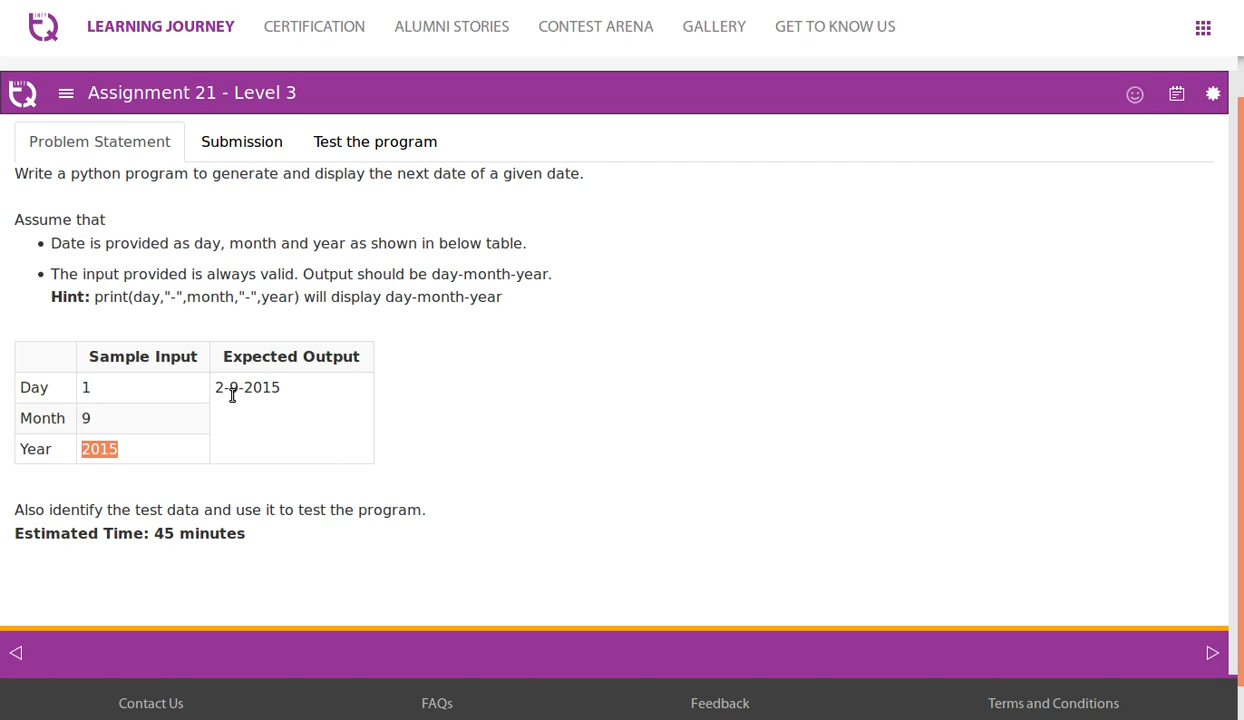 INFY
TQ
LEARNING JOURNEY CERTIFICATION ALUMNI STORIES CONTEST ARENA GALLERY GET TO KNOW US
INFY
TQ
Assignment 21 - Level 3
Problem Statement Submission Test the program
Write a python program to generate and display the next date of a given date.
Assume that
• Date is provided as day, month and year as shown in below table.
• The input provided is always valid. Output should be day-month-year.
Hint: print(day,"-",month,"-",year) will display day-month-year
Sample Input Expected Output
Day 1 2-9-2015
Month 9
Year 2015
Also identify the test data and use it to test the program.
Estimated Time: 45 minutes
Contact Us FAQs Feedback Terms and Conditions